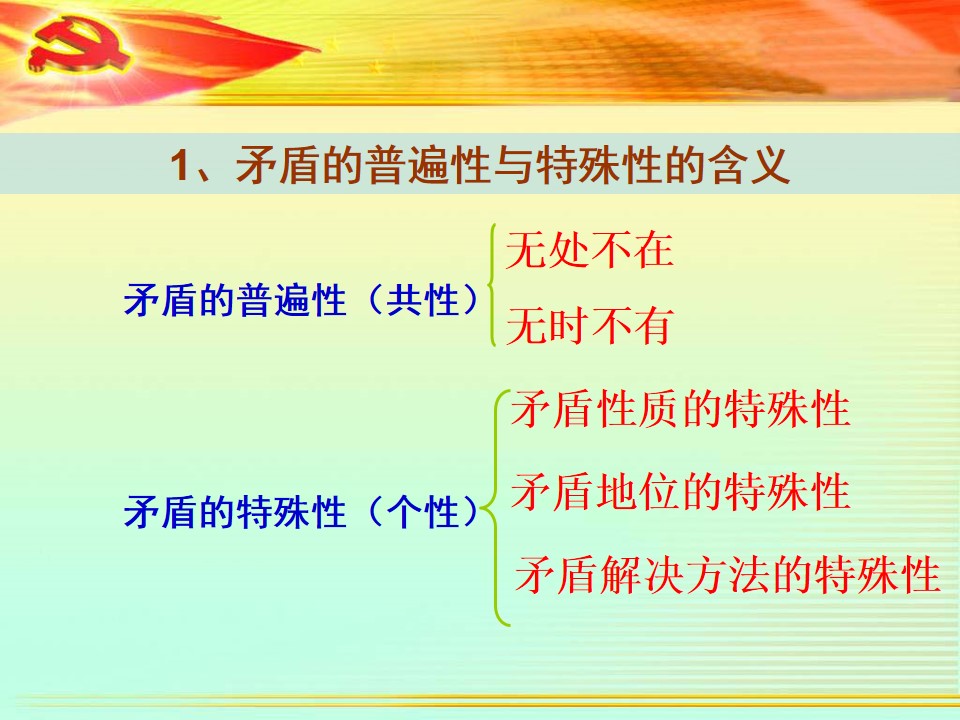 1、矛盾的普遍性与特殊性的含义
矛盾的普遍性（共性）
无处不在
无时不有
矛盾的特殊性（个性）
矛盾性质的特殊性
矛盾地位的特殊性
矛盾解决方法的特殊性